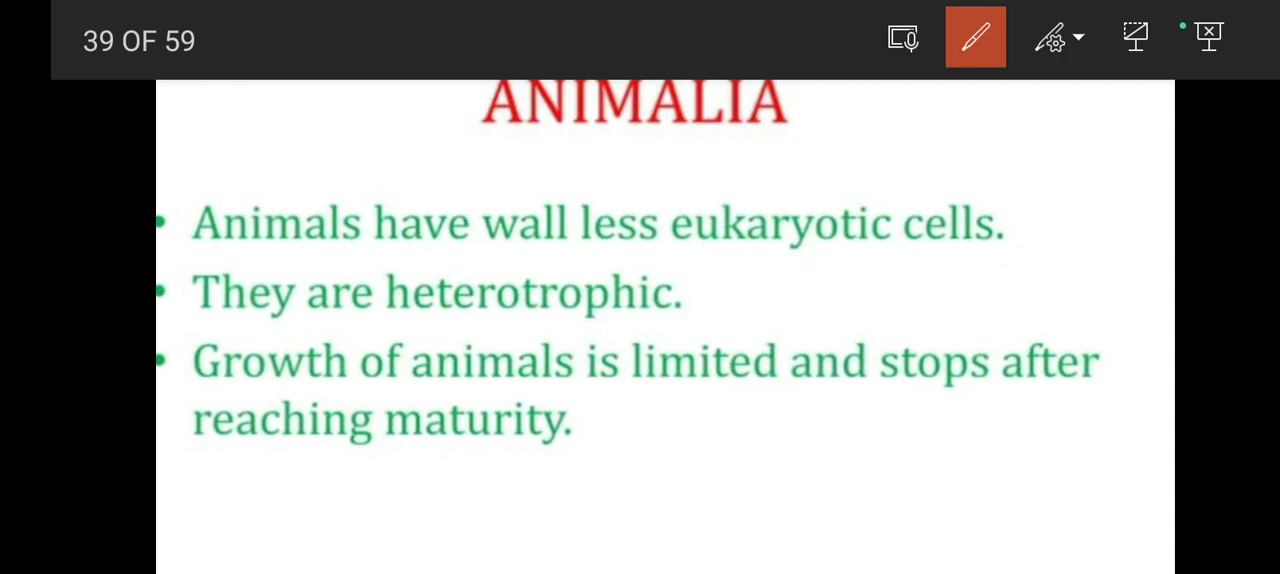 39 OF 59
ANIMALIA
• Animals have wall less eukaryotic cells.
• They are heterotrophic.
• Growth of animals is limited and stops after
reaching maturity.